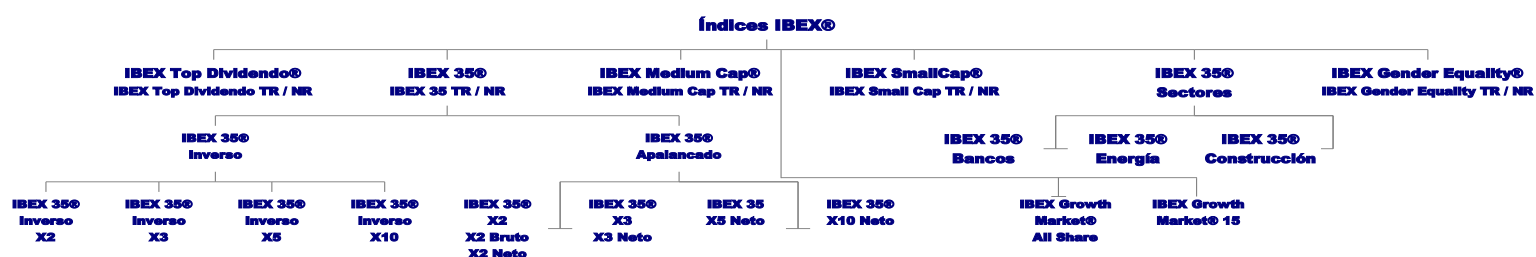 Índices IBEX®
IBEX Top Dividendo®
IBEX Top Dividendo TR / NR
IBEX 35®
IBEX 35 TR / NR
IBEX Medium Cap®
IBEX Medium Cap TR / NR
IBEX SmallCap®
IBEX Small Cap TR / NR
IBEX 35®
Sectores
IBEX Gender Equality®
IBEX Gender Equality TR / NR
IBEX 35®
Inverso
IBEX 35®
Apalancado
IBEX 35®
Bancos
IBEX 35®
Energía
IBEX 35®
Construcción
IBEX 35®
Inverso
X2
IBEX 35®
Inverso
X3
IBEX 35®
Inverso
X5
IBEX 35®
Inverso
X10
IBEX 35®
X2
X2 Bruto
X2 Neto
IBEX 35®
X3
X3 Neto
IBEX 35
X5 Neto
IBEX 35®
X10 Neto
IBEX Growth
Market®
All Share
IBEX Growth
Market® 15